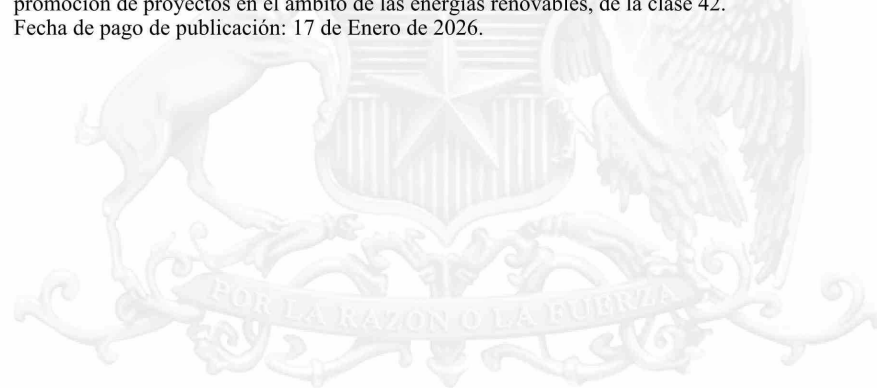 promoción de proyectos en el ámbito de las energías renovables, de la clase 42.
Fecha de pago de publicación: 17 de Enero de 2026.
POR LA RAZON O LA FUERZA